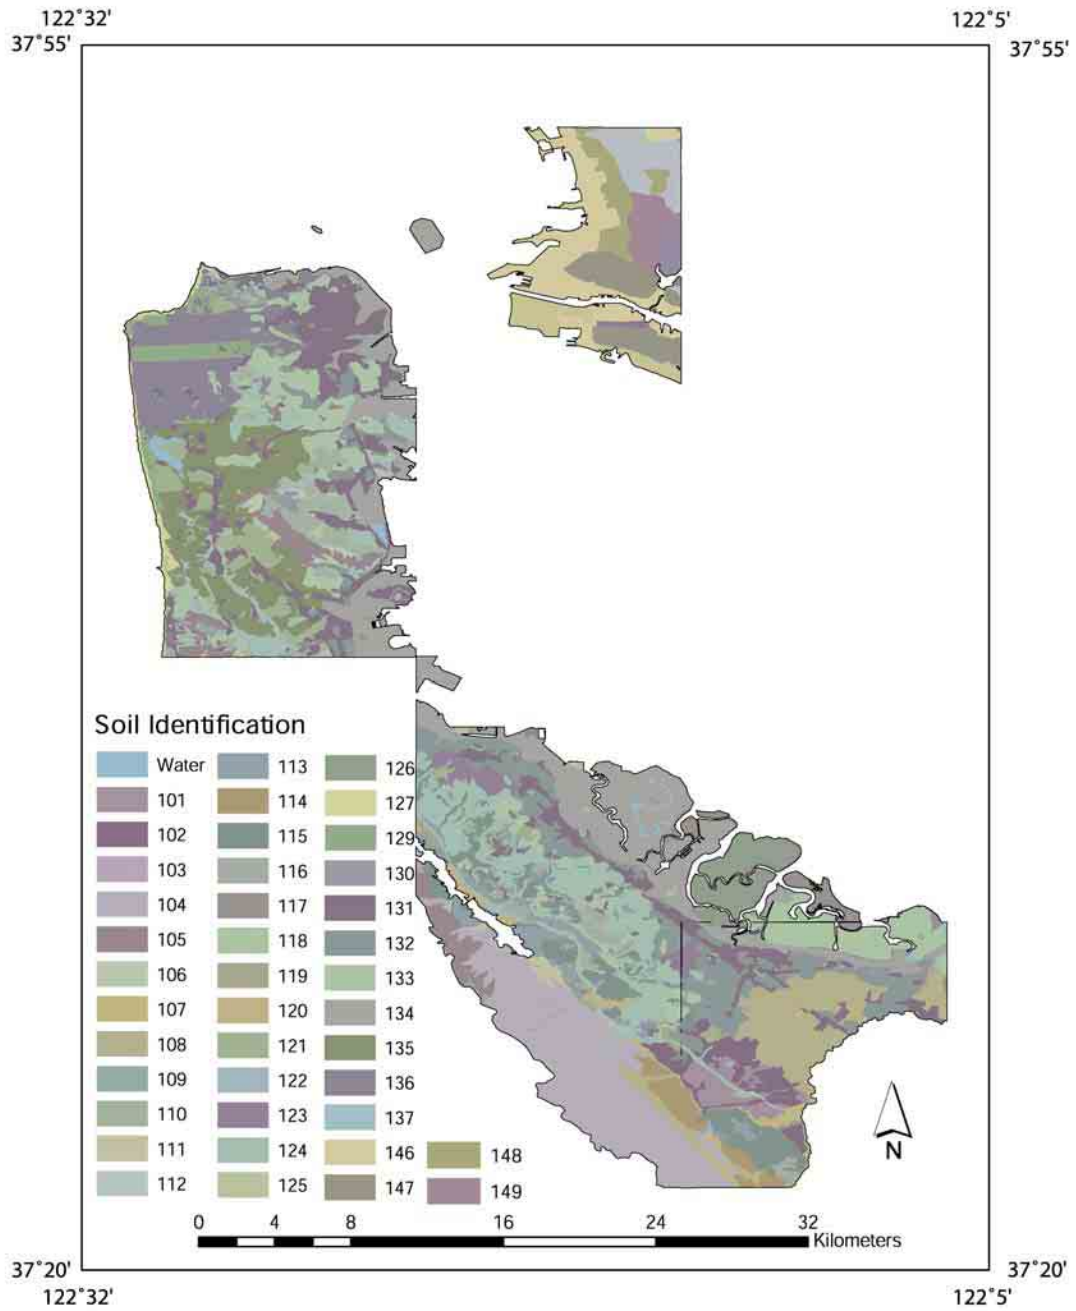 122°32' 122°5'
37°55' 37°55'
Soil Identification
Water 113 126
101 114 127
102 115 129
103 116 130
104 117 131
105 118 132
106 119 133
107 120 134
108 121 135
109 122 136
110 123 137
111 124 146 148
112 125 147 149
N
0 4 8 16 24 32
Kilometers
37°20' 37°20'
122°32' 122°5'